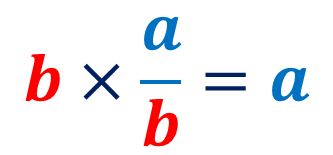 b × a/b = a